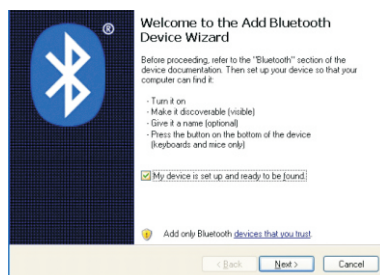 ®
Welcome to the Add Bluetooth
Device Wizard
Before proceeding, refer to the "Bluetooth" section of the
device documentation. Then set up your device so that your
computer can find it:
- Turn it on
- Make it discoverable (visible)
- Give it a name (optional)
- Press the button on the bottom of the device
(keyboards and mice only)
My device is set up and ready to be found.
Add only Bluetooth devices that you trust.
< Back Next > Cancel